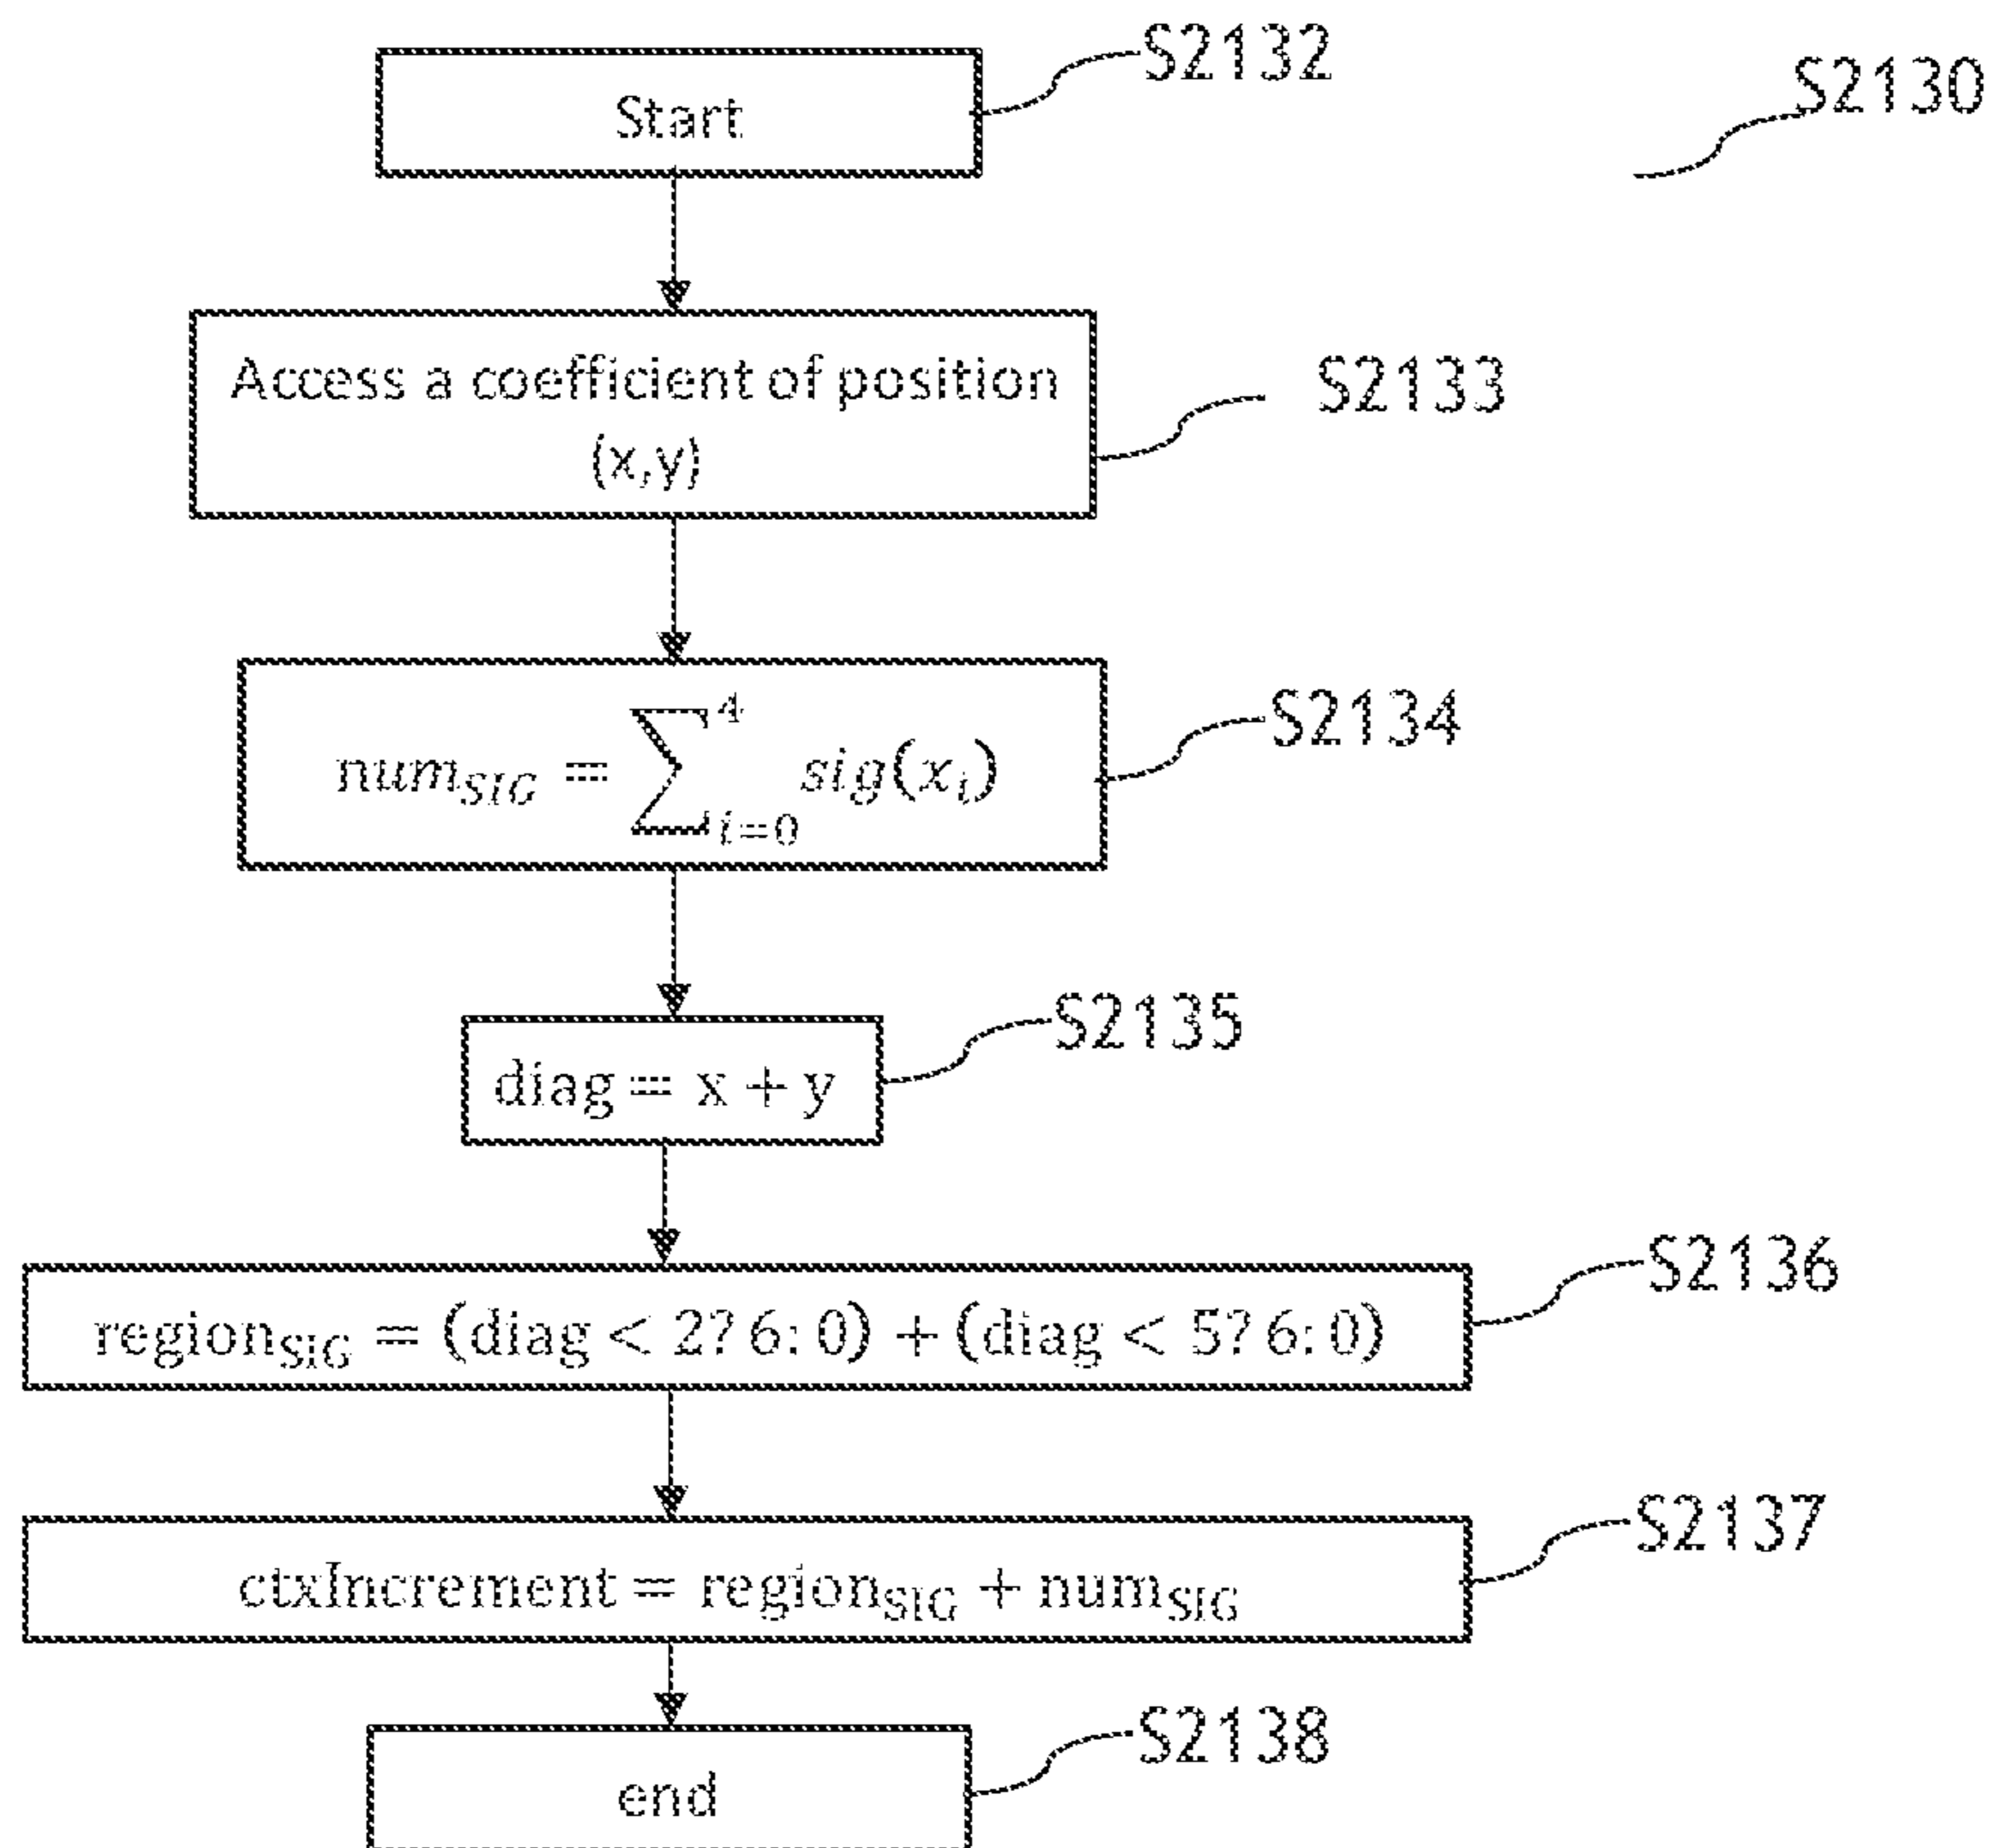 S2132
Start
S2130
Access a coefficient of position
(x,y)
S2133
S2134
num_SIG = ∑_{i=0}^{4} sig(x_i)
S2135
diag = x + y
S2136
region_SIG = (diag < 2? 6: 0) + (diag < 5? 6: 0)
S2137
ctxIncrement = region_SIG + num_SIG
S2138
end